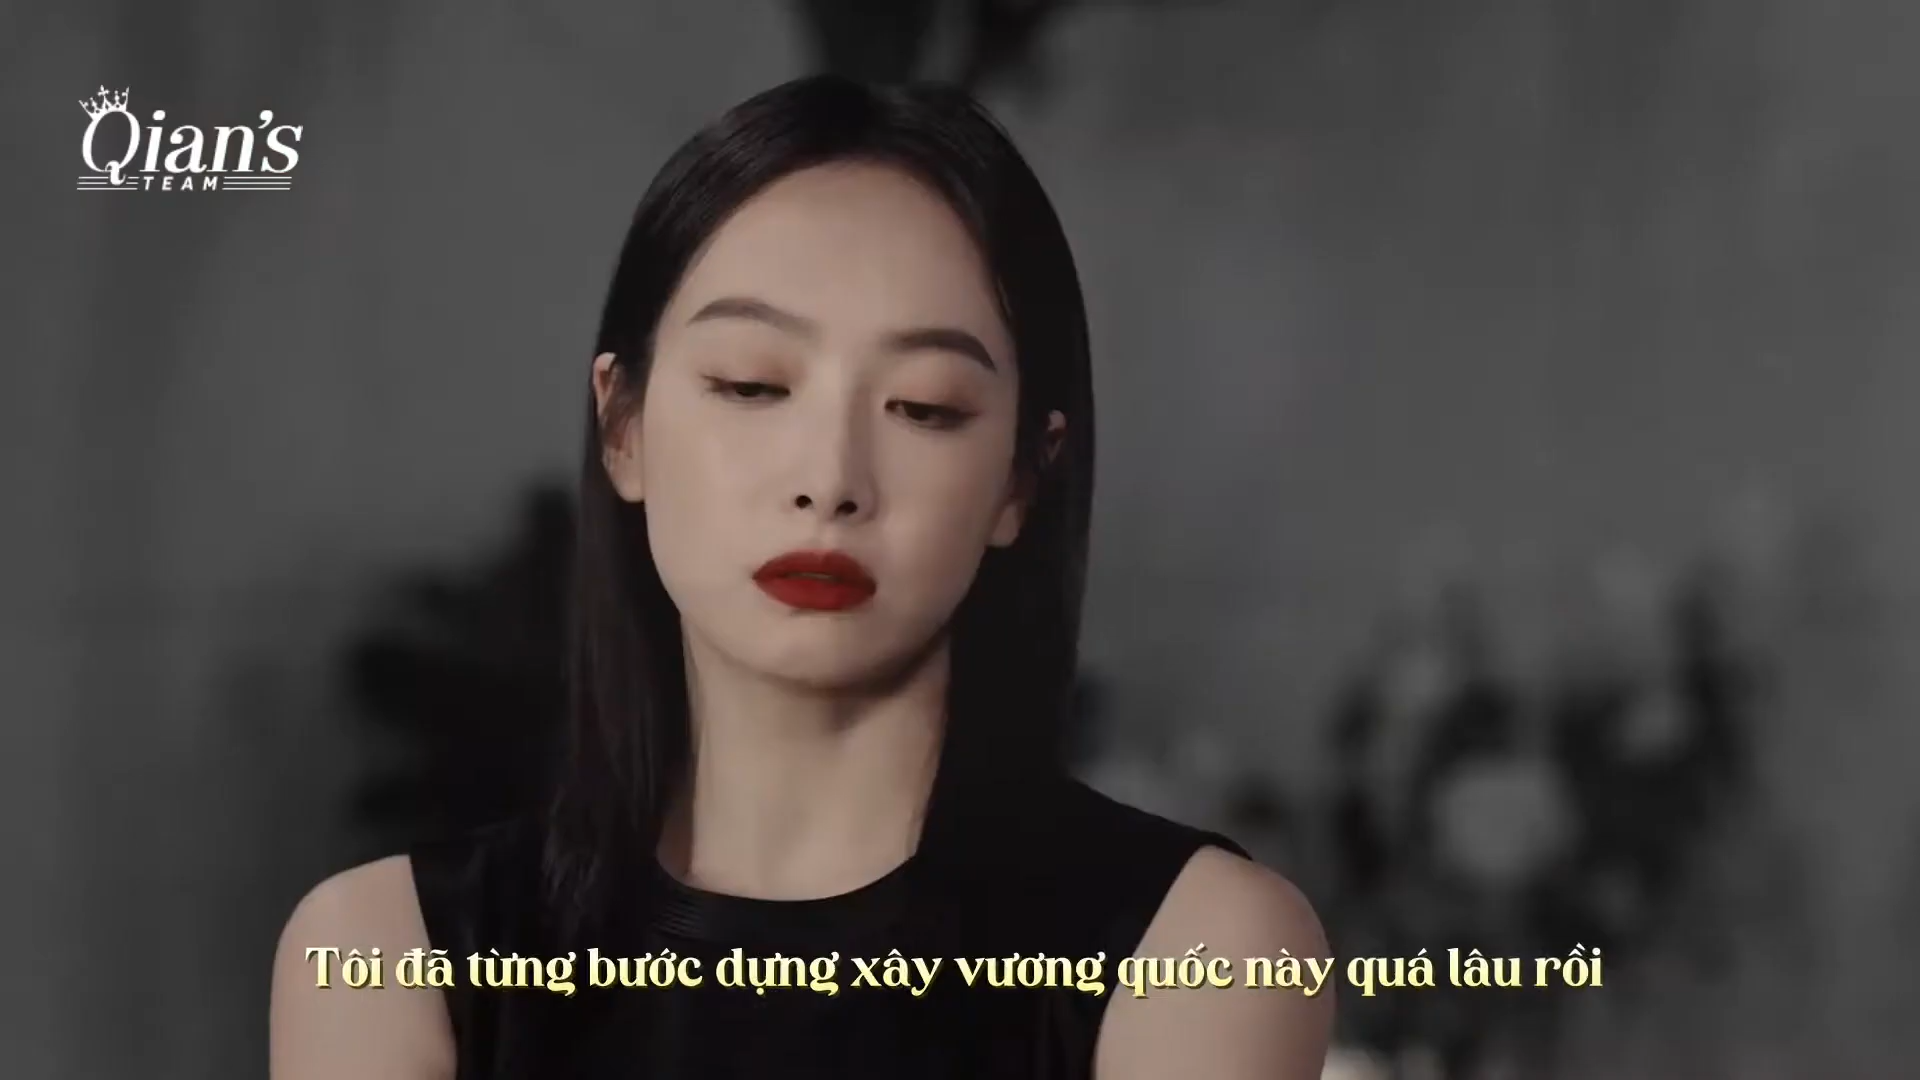 Qian's
TEAM
Tôi đã từng bước dựng xây vương quốc này quá lâu rồi